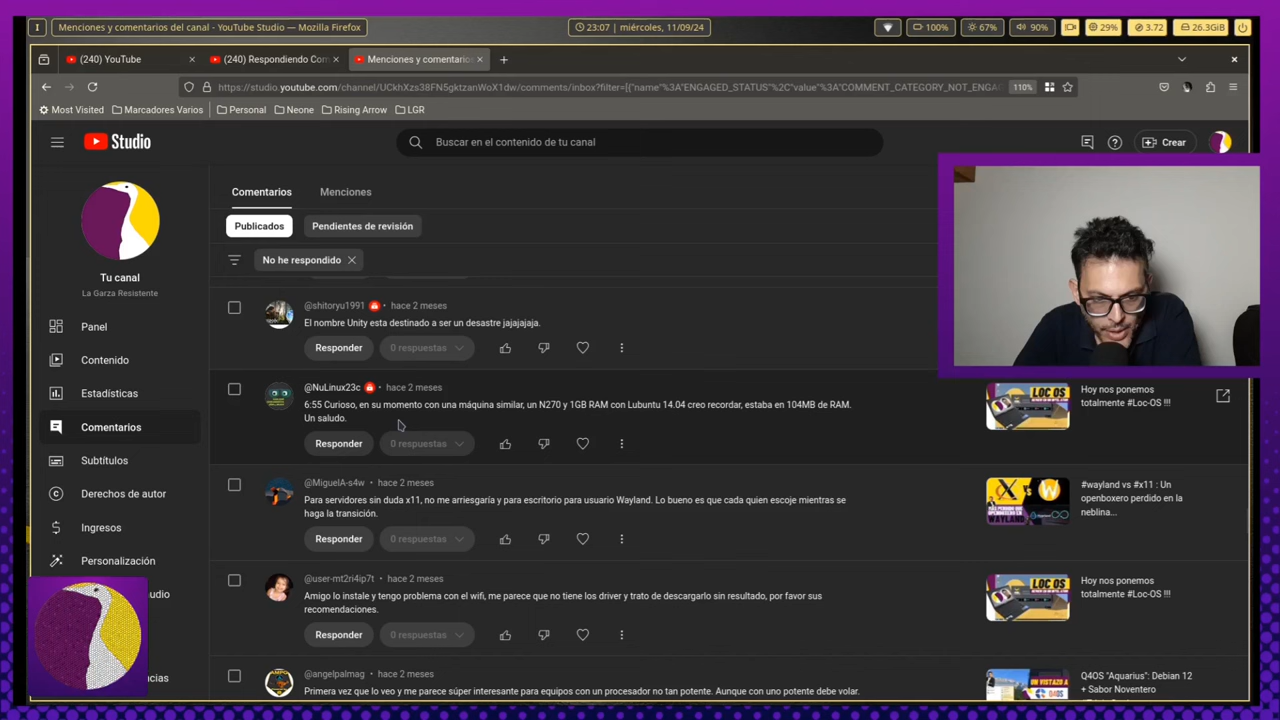 I
Menciones y comentarios del canal - YouTube Studio — Mozilla Firefox
23:07 miércoles, 11/09/24
100%
67%
90%
29%
3.72
26.3GiB
(240) YouTube
(240) Respondiendo Com
Menciones y comentario
https://studio.youtube.com/channel/UCkhXzs38FN5gktzanWoX1dw/comments/inbox?filter=[{"name"%3A"ENGAGED_STATUS"%2C"value"%3ACOMMENT_CATEGORY_NOT_ENGA
110%
Most Visited
Marcadores Varios
Personal
Neone
Rising Arrow
LGR
Studio
Buscar en el contenido de tu canal
Crear
Tu canal
La Garza Resistente
Panel
Contenido
Estadísticas
Comentarios
Subtítulos
Derechos de autor
Ingresos
Personalización
Comentarios
Menciones
Publicados
Pendientes de revisión
No he respondido
@shitoryu1991 • hace 2 meses
El nombre Unity esta destinado a ser un desastre jajajajaja.
Responder
0 respuestas
@NuLinux23c • hace 2 meses
6:55 Curioso, en su momento con una máquina similar, un N270 y 1GB RAM con Lubuntu 14.04 creo recordar, estaba en 104MB de RAM.
Un saludo.
Responder
0 respuestas
LOC OS
Hoy nos ponemos
totalmente #Loc-OS
@MiguelA-s4w • hace 2 meses
Para servidores sin duda x11, no me arriesgaría y para escritorio para usuario Wayland. Lo bueno es que cada quien escoje mientras se
haga la transición.
Responder
0 respuestas
#wayland vs #x11 : Un
openboxero perdido en la
neblina...
@user-mt2ri4ip7t • hace 2 meses
Amigo lo instale y tengo problema con el wifi, me parece que no tiene los driver y trato de descargarlo sin resultado, por favor sus
recomendaciones.
Responder
0 respuestas
LOC OS
Hoy nos ponemos
totalmente #Loc-OS !!!
@angelpalmag • hace 2 meses
Primera vez que lo veo y me parece súper interesante para equipos con un procesador no tan potente. Aunque con uno potente debe volar.
Q4OS "Aquarius": Debian 12
+ Sabor Noventero